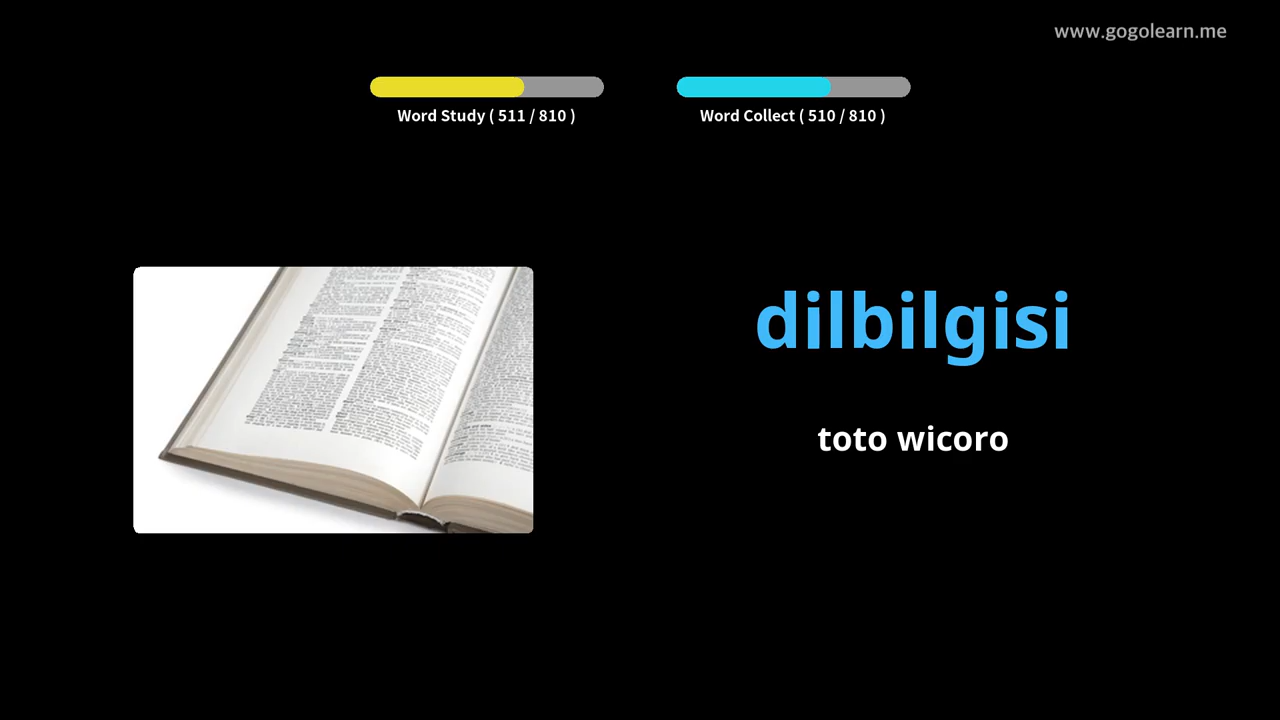 www.gogolearn.me
Word Study ( 511 / 810 )
Word Collect ( 510 / 810 )
dilbilgisi
toto wicoro